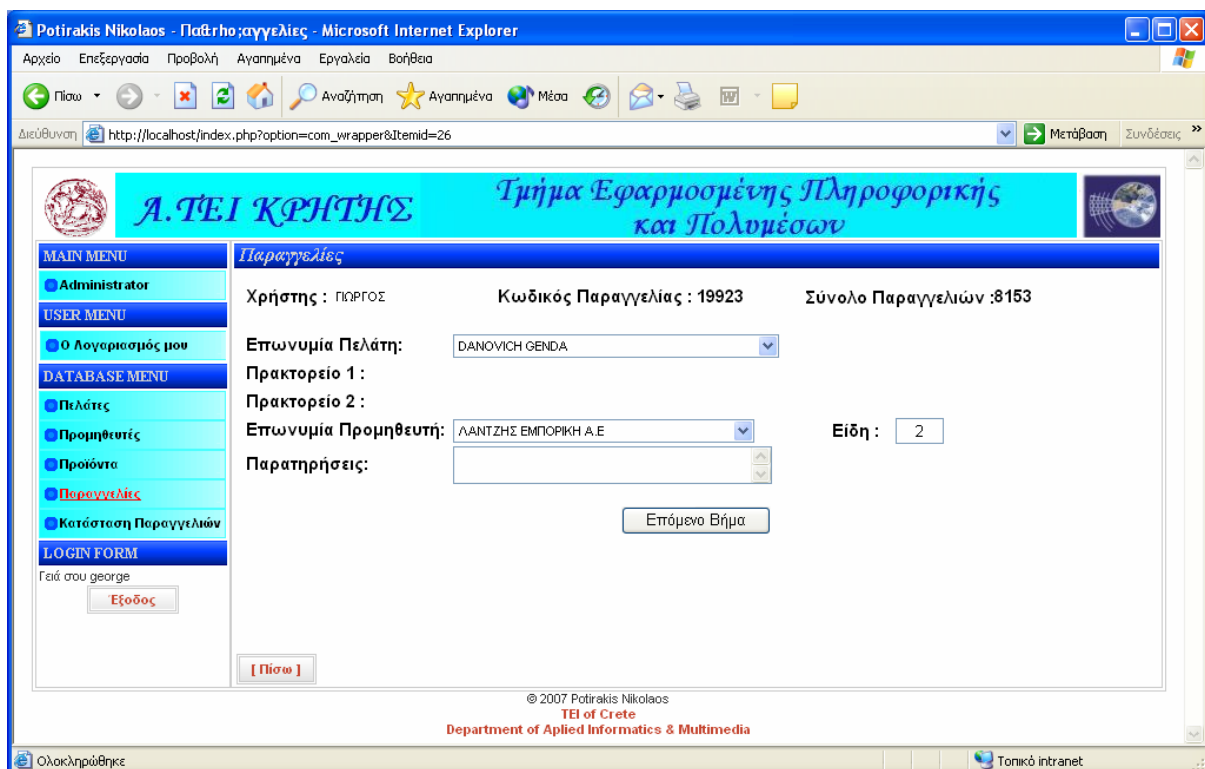 Potirakis Nikolaos - Πα&rho;αγγελίες - Microsoft Internet Explorer
Αρχείο Επεξεργασία Προβολή Αγαπημένα Εργαλεία Βοήθεια
Πίσω Αναζήτηση Αγαπημένα Μέσα
Διεύθυνση http://localhost/index.php?option=com_wrapper&Itemid=26 Μετάβαση Συνδέσεις »
Α.ΤΕΙ ΚΡΗΤΗΣ
Τμήμα Εφαρμοσμένης Πληροφορικής
και Πολυμέσων
MAIN MENU
Administrator
USER MENU
Ο Λογαριασμός μου
DATABASE MENU
Πελάτες
Προμηθευτές
Προϊόντα
Παραγγελίες
Κατάσταση Παραγγελιών
LOGIN FORM
Γειά σου george
Έξοδος
Παραγγελίες
Χρήστης : ΓΙΩΡΓΟΣ Κωδικός Παραγγελίας : 19923 Σύνολο Παραγγελιών :8153
Επωνυμία Πελάτη: DANOVICH GENDA
Πρακτορείο 1 :
Πρακτορείο 2 :
Επωνυμία Προμηθευτή: ΛΑΝΤΖΗΣ ΕΜΠΟΡΙΚΗ Α.Ε Είδη : 2
Παρατηρήσεις:
Επόμενο Βήμα
[ Πίσω ]
© 2007 Potirakis Nikolaos
TEI of Crete
Department of Aplied Informatics & Multimedia
Ολοκληρώθηκε Τοπικό intranet